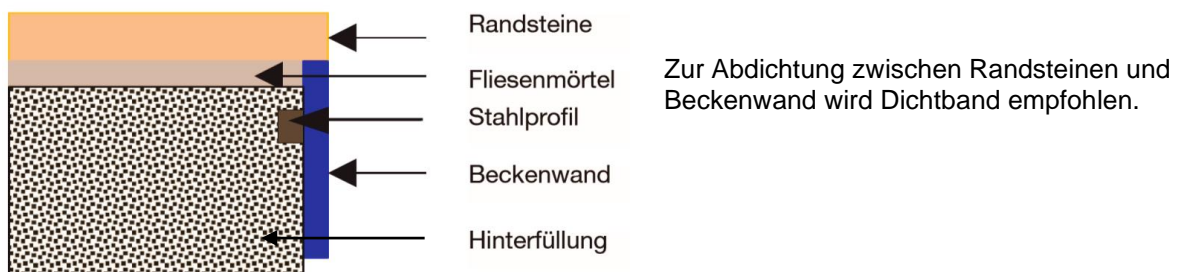 Randsteine
Fliesenmörtel
Stahlprofil
Beckenwand
Hinterfüllung
Zur Abdichtung zwischen Randsteinen und
Beckenwand wird Dichtband empfohlen.